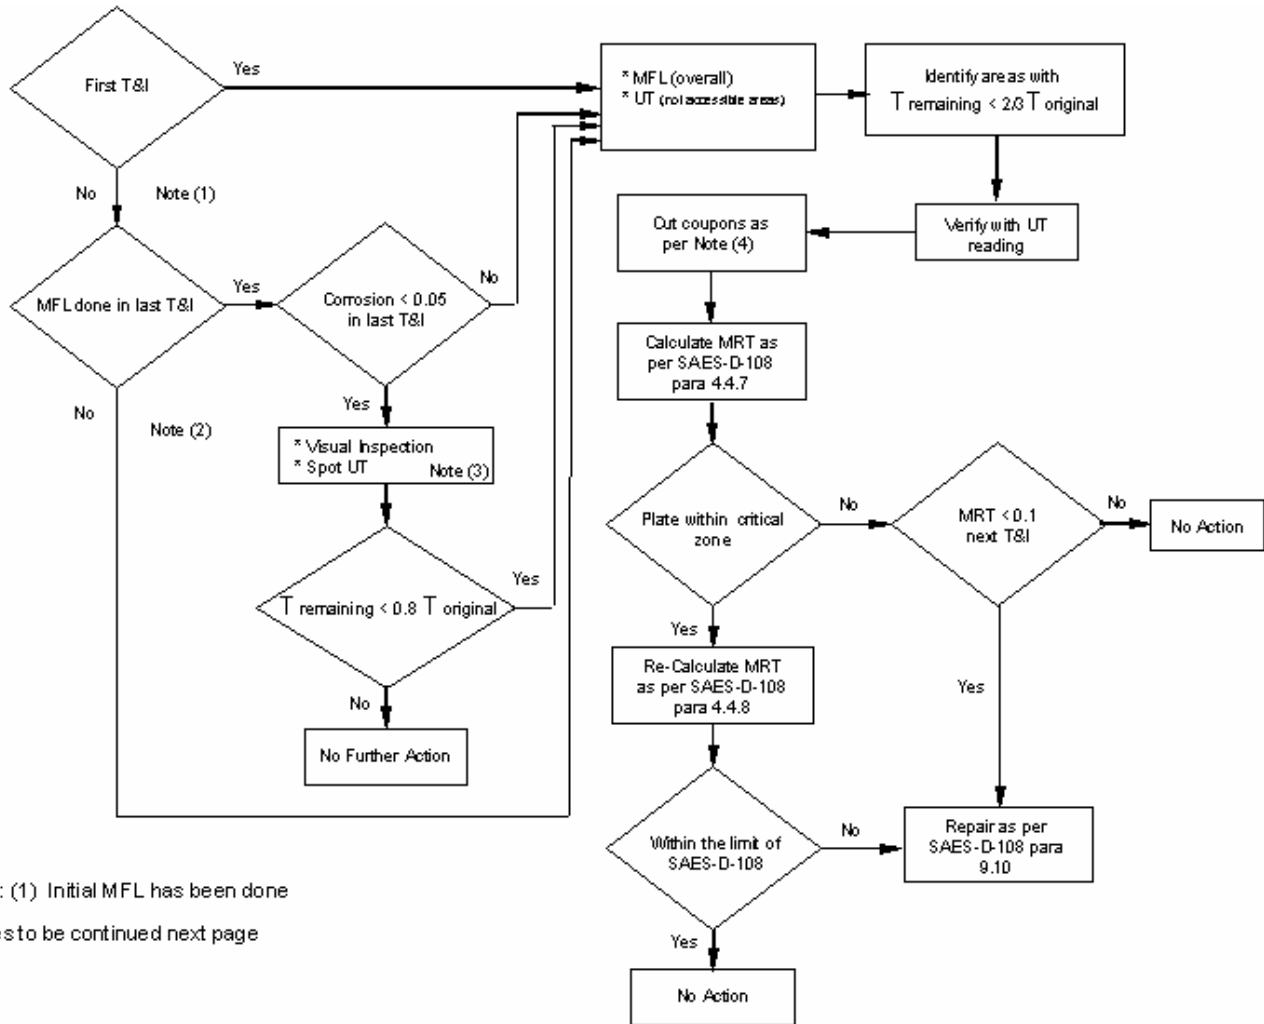 First T&I
Yes
No
Note (1)
MFL done in last T&I
Yes
No
Note (2)
Corrosion < 0.05
in last T&I
No
Yes
* Visual Inspection
* Spot UT
Note (3)
T remaining < 0.8 T original
Yes
No
No Further Action
* MFL (overall)
* UT (not accessible areas)
Identify areas with
T remaining < 2/3 T original
Verify with UT
reading
Cut coupons as
per Note (4)
Calculate MRT as
per SAES-D-108
para 4.4.7
Plate within critical
zone
No
MRT < 0.1
next T&I
No
No Action
Yes
Yes
Re-Calculate MRT
as per SAES-D-108
para 4.4.8
Within the limit of
SAES-D-108
No
Repair as per
SAES-D-108 para
9.10
Yes
No Action
: (1) Initial MFL has been done
es to be continued next page